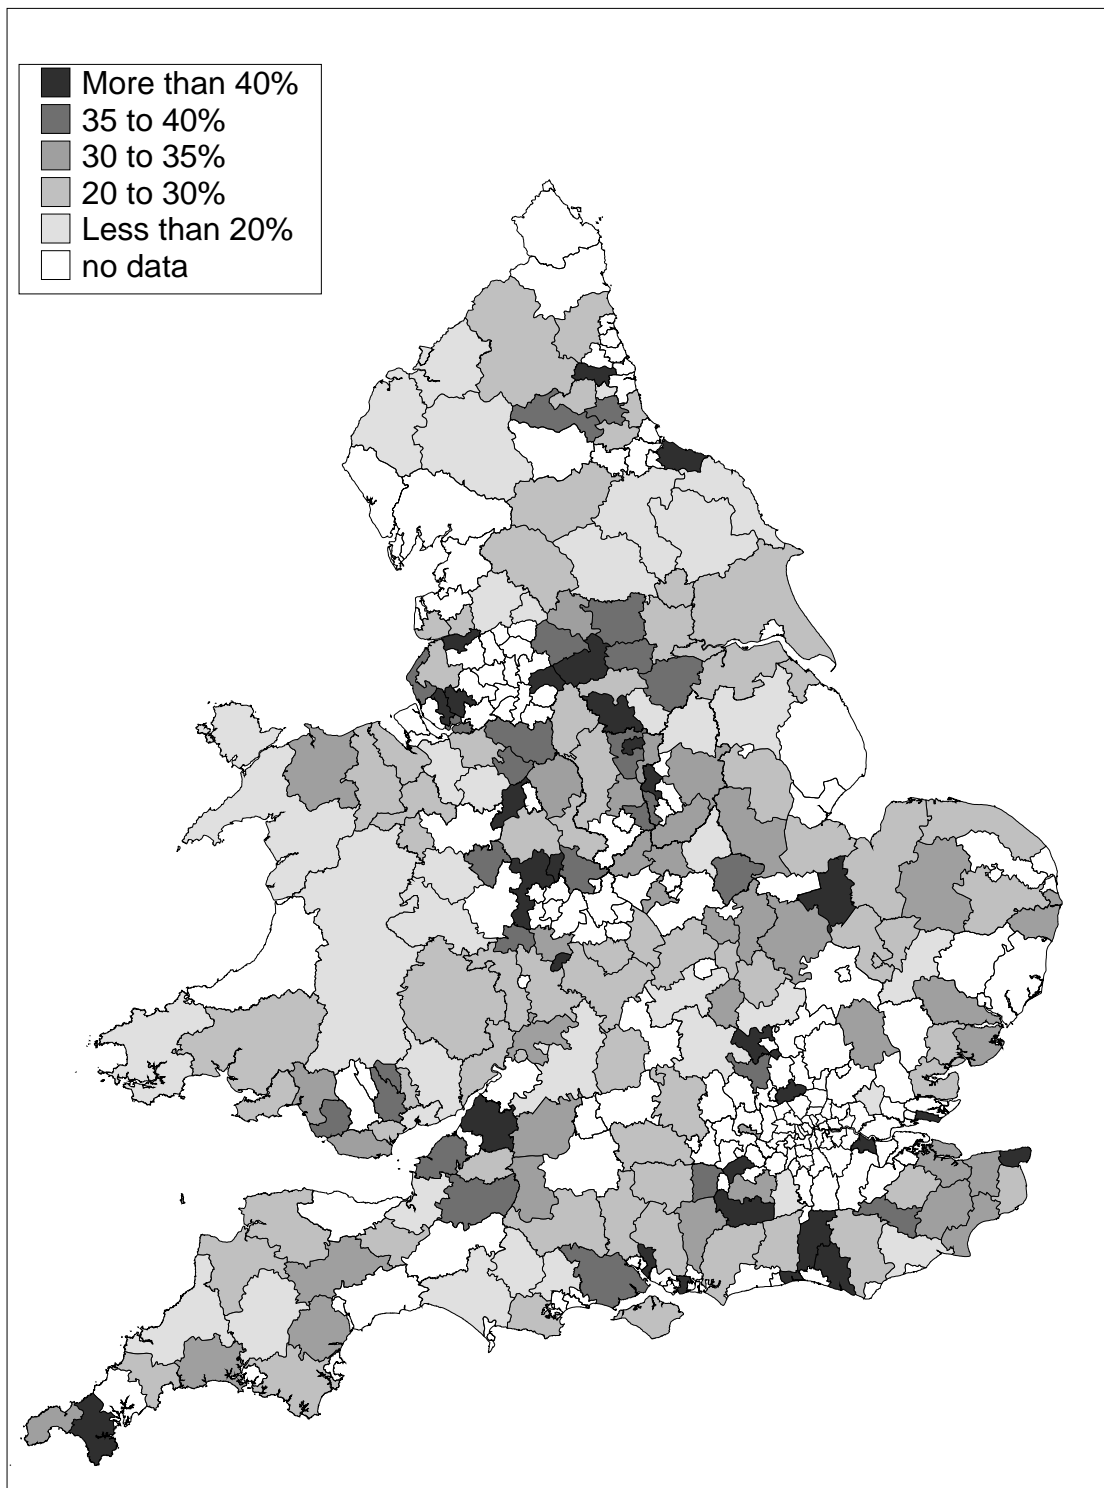 More than 40%
35 to 40%
30 to 35%
20 to 30%
Less than 20%
no data